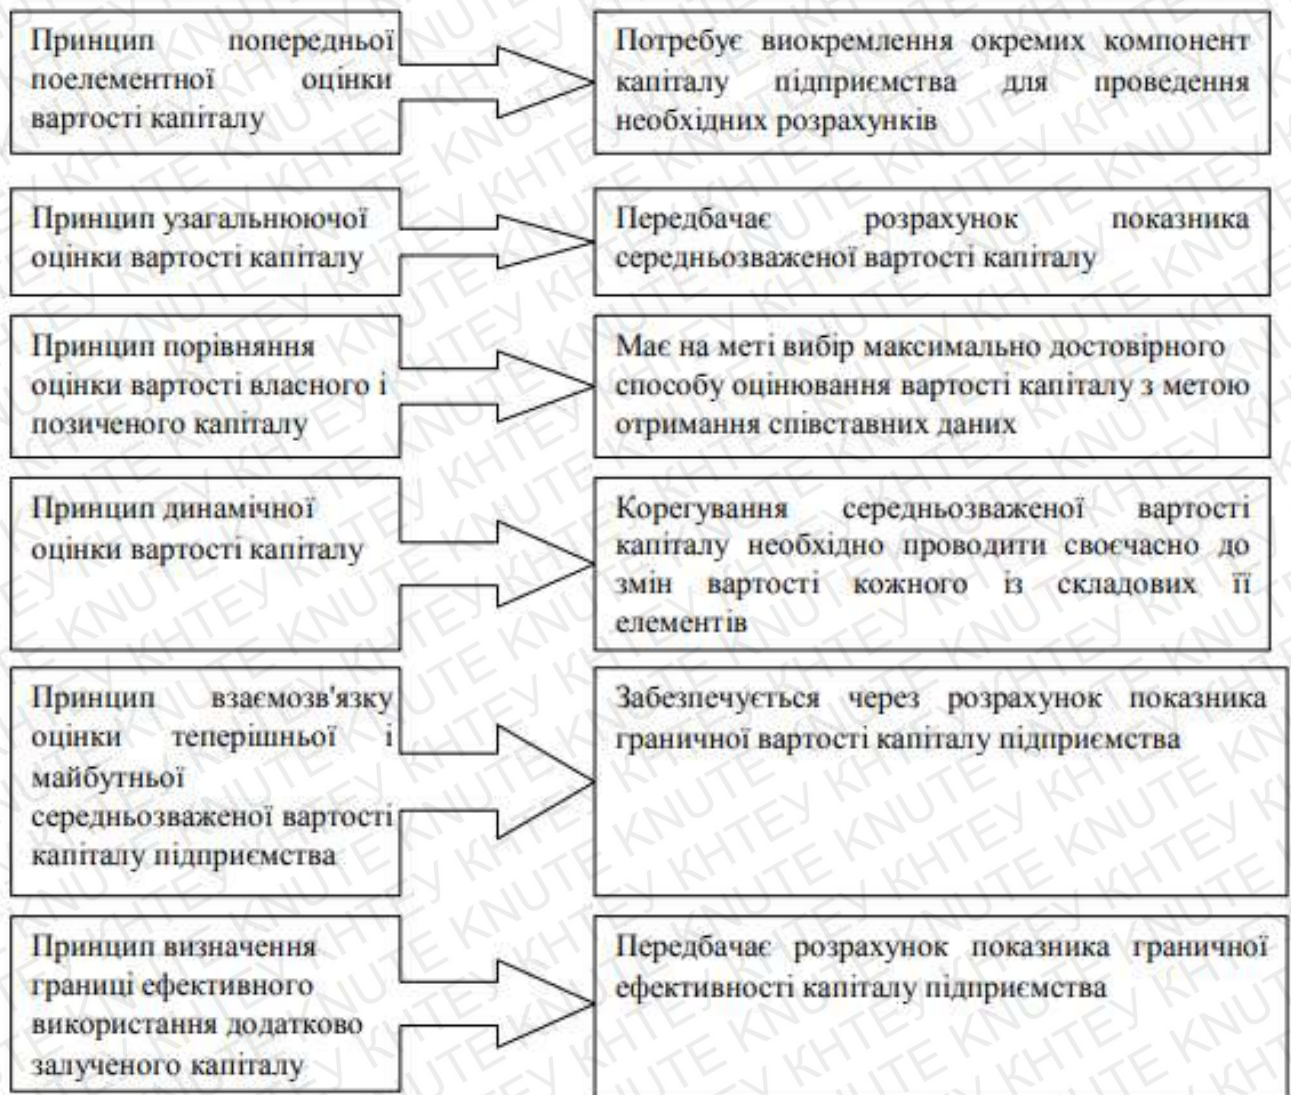 Принцип попередньої
поелементної оцінки
вартості капіталу
Потребує виокремлення окремих компонент
капіталу підприємства для проведення
необхідних розрахунків
Принцип узагальнюючої
оцінки вартості капіталу
Передбачає розрахунок показника
середньозваженої вартості капіталу
Принцип порівняння
оцінки вартості власного і
позиченого капіталу
Має на меті вибір максимально достовірного
способу оцінювання вартості капіталу з метою
отримання співставних даних
Принцип динамічної
оцінки вартості капіталу
Корегування середньозваженої вартості
капіталу необхідно проводити своєчасно до
змін вартості кожного із складових її
елементів
Принцип взаємозв'язку
оцінки теперішньої і
майбутньої
середньозваженої вартості
капіталу підприємства
Забезпечується через розрахунок показника
граничної вартості капіталу підприємства
Принцип визначення
границі ефективного
використання додатково
залученого капіталу
Передбачає розрахунок показника граничної
ефективності капіталу підприємства